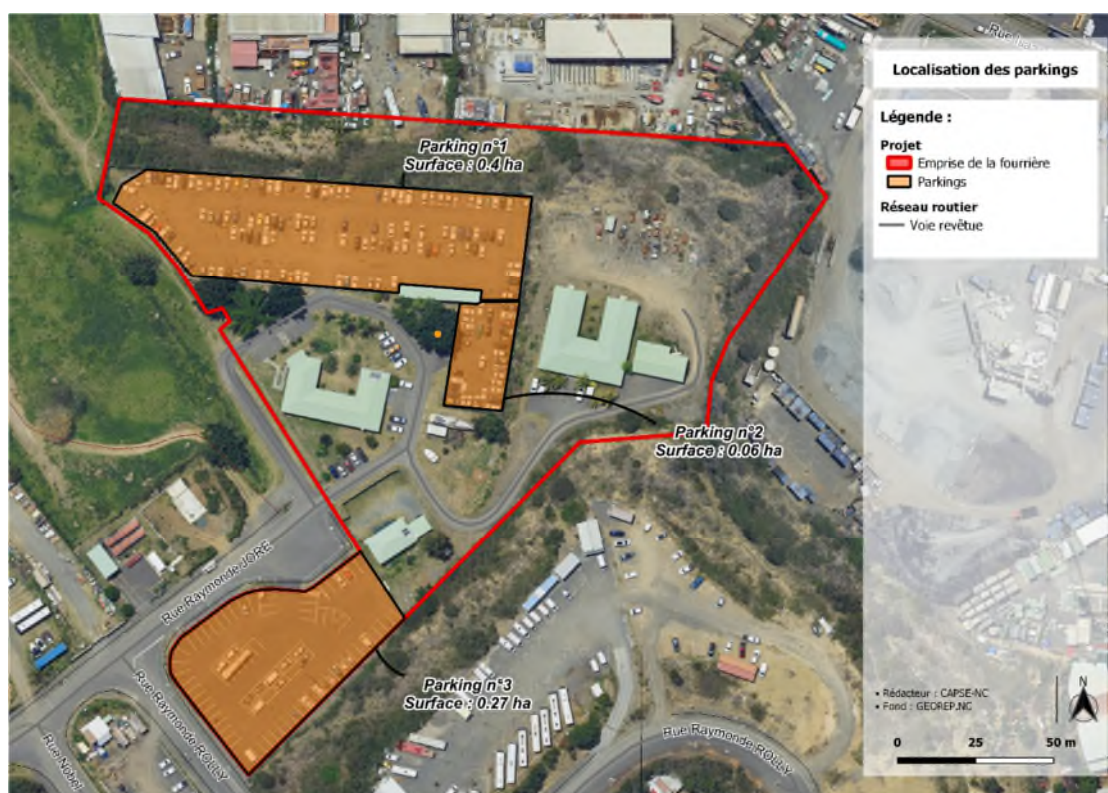 Localisation des parkings
Légende :
Projet
Emprise de la fourrière
Parkings
Réseau routier
Voie revêtue
Parking n°1
Surface : 0.4 ha
Parking n°2
Surface : 0.06 ha
Parking n°3
Surface : 0.27 ha
Rue Raymonde JORE
Rue Raymonde ROLLY
Rue Nobel
Rue Raymonde ROLLY
• Rédacteur : CAPSE-NC
• Fond : GEOREP.NC
N
0 25 50 m